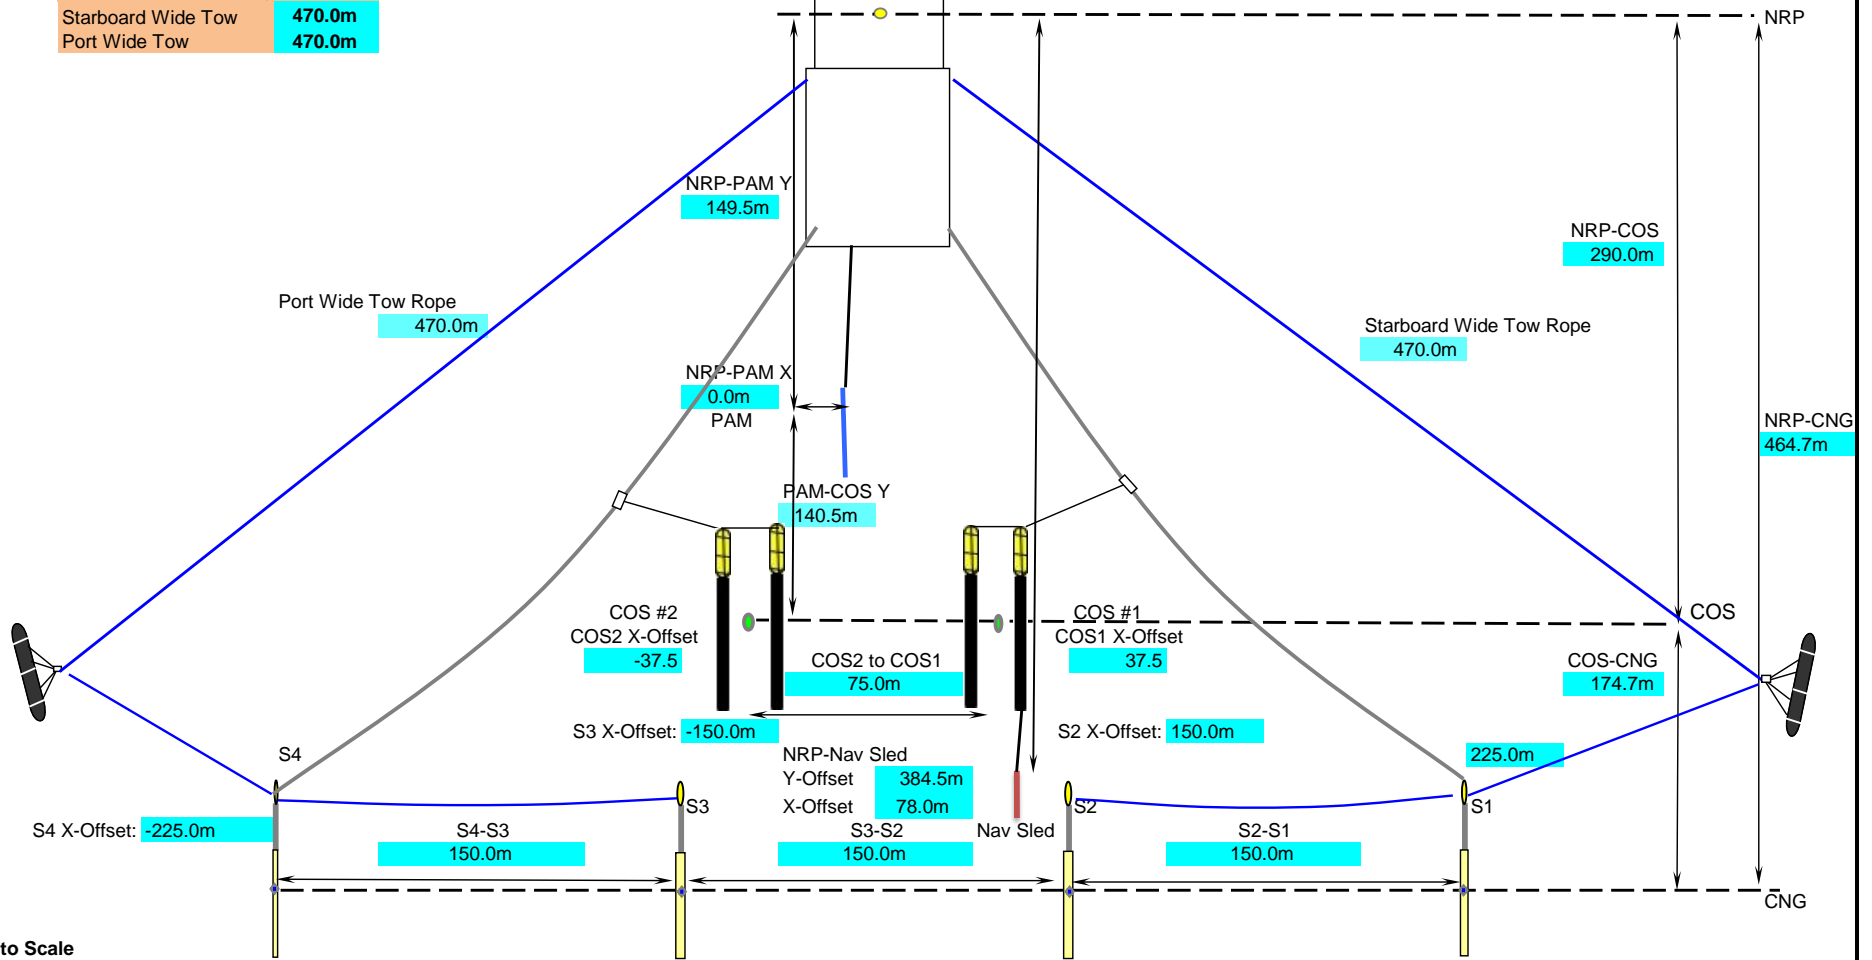 Starboard Wide Tow 470.0m
Port Wide Tow 470.0m
NRP
NRP-PAM Y
149.5m
NRP-COS
290.0m
Port Wide Tow Rope
470.0m
Starboard Wide Tow Rope
470.0m
NRP-PAM X
0.0m
PAM
NRP-CNG
464.7m
PAM-COS Y
140.5m
COS #2
COS2 X-Offset
-37.5
COS #1
COS1 X-Offset
37.5
COS
COS2 to COS1
75.0m
COS-CNG
174.7m
S3 X-Offset: -150.0m
S2 X-Offset: 150.0m
S4
NRP-Nav Sled
Y-Offset 384.5m
X-Offset 78.0m
225.0m
S3
S2
S1
Nav Sled
S4 X-Offset: -225.0m
S4-S3
150.0m
S3-S2
150.0m
S2-S1
150.0m
CNG
to Scale